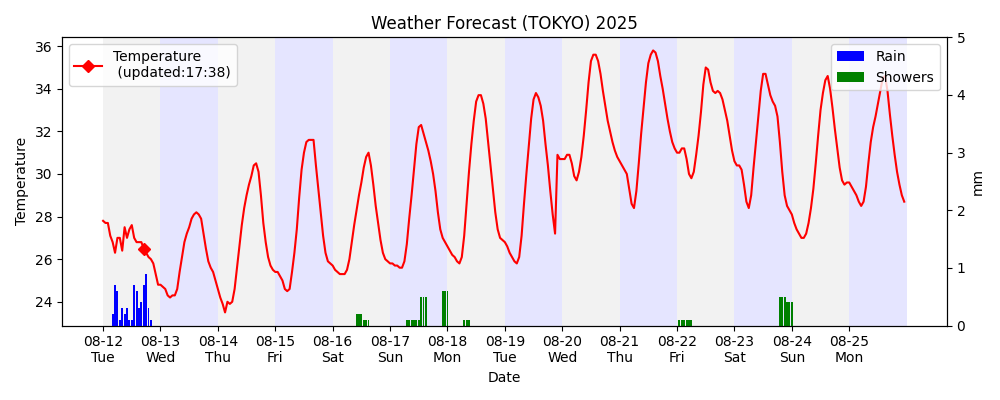 Weather Forecast (TOKYO) 2025
Temperature
(updated:17:38)
Rain
Showers
Temperature
36
34
32
30
28
26
24
5
4
3
2
1
0
mm
08-12 08-13 08-14 08-15 08-16 08-17 08-18 08-19 08-20 08-21 08-22 08-23 08-24 08-25
Tue Wed Thu Fri Sat Sun Mon Tue Wed Thu Fri Sat Sun Mon
Date